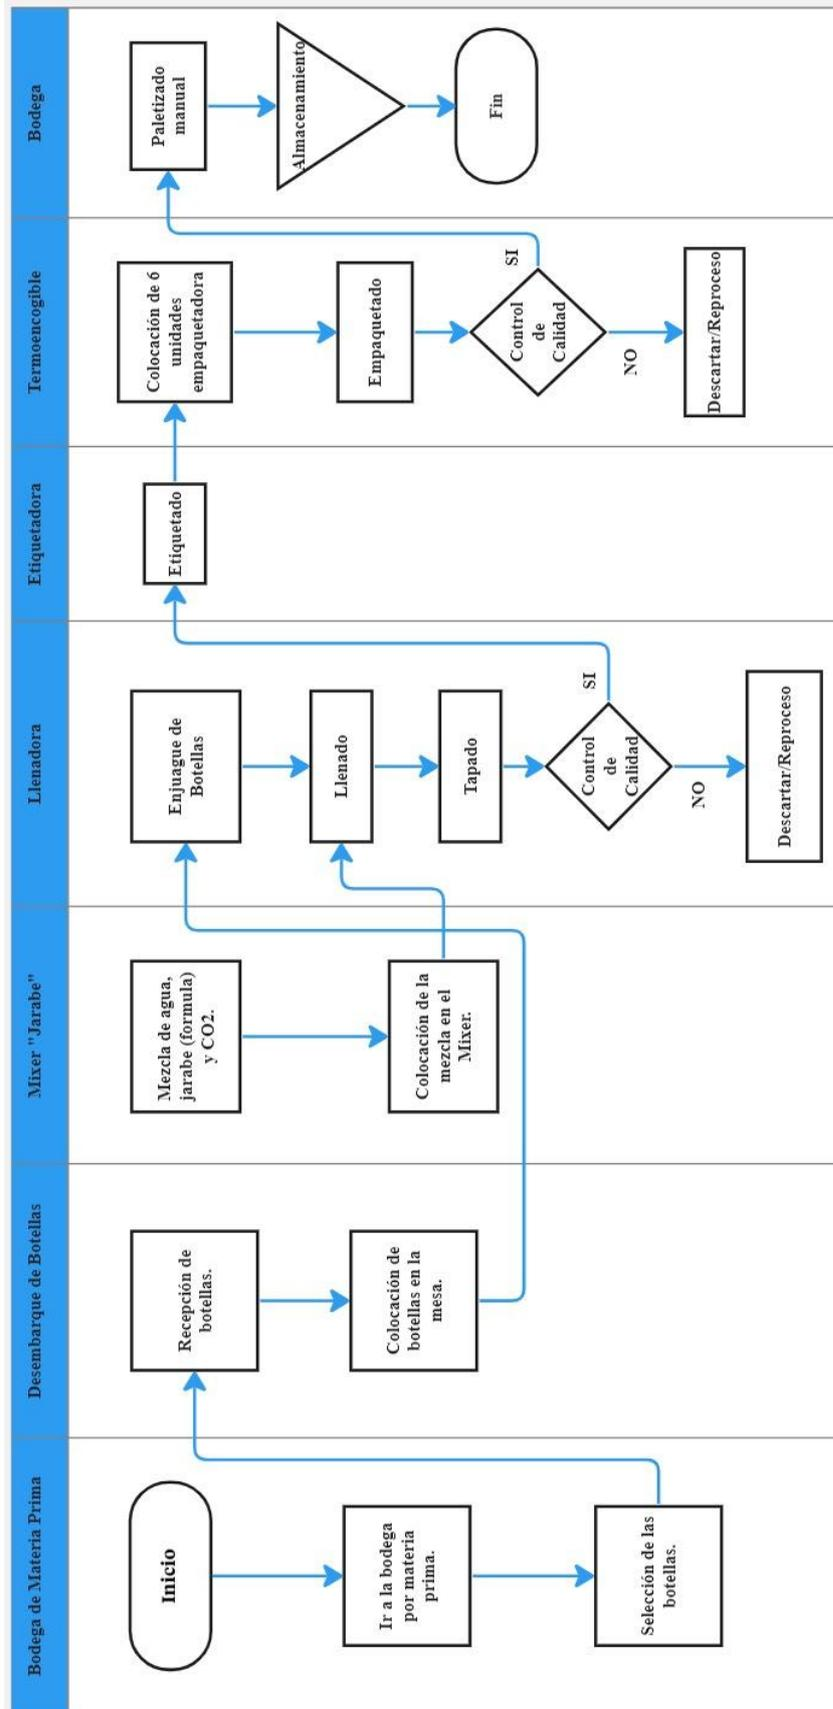 Bodega de Materia Prima
Desembarque de Botellas
Mixer "Jarabe"
Llenadora
Etiquetadora
Termoencogible
Bodega
Inicio
Ir a la bodega
por materia
prima.
Selección de las
botellas.
Recepción de
botellas.
Colocación de
botellas en la
mesa.
Mezcla de agua,
jarabe (formula)
y CO2.
Colocación de la
mezcla en el
Mixer.
Enjuague de
Botellas
Llenado
Tapado
Control
de
Calidad
SI
NO
Descartar/Reproceso
Etiquetado
Colocación de 6
unidades
empaquetadora
Empaquetado
Control
de
Calidad
SI
NO
Descartar/Reproceso
Paletizado
manual
Almacenamiento
Fin